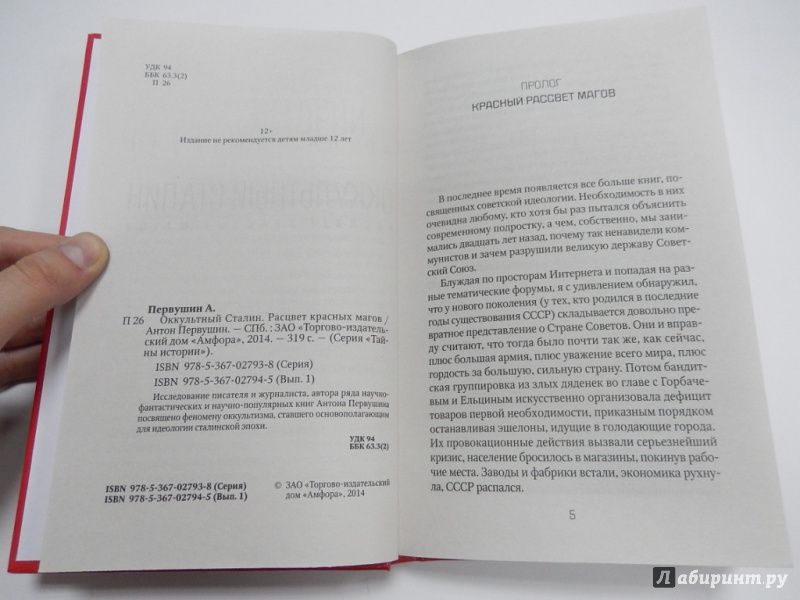 УДК 94
ББК 63.3(2)
П 26
12+
Издание не рекомендуется детям младше 12 лет
Первушин А.
П 26 Оккультный Сталин. Расцвет красных магов /
Антон Первушин. — СПб. : ЗАО «Торгово-издатель-
ский дом «Амфора», 2014. — 319 с. — (Серия «Тай-
ны истории»).
ISBN 978-5-367-02793-8 (Серия)
ISBN 978-5-367-02794-5 (Вып. 1)
Исследование писателя и журналиста, автора ряда научно-
фантастических и научно-популярных книг Антона Первушина
посвящено феномену оккультизма, ставшего основополагающим
для идеологии сталинской эпохи.
УДК 94
ББК 63.3(2)
ISBN 978-5-367-02793-8 (Серия)
ISBN 978-5-367-02794-5 (Вып. 1)
© ЗАО «Торгово-издательский
дом «Амфора», 2014
ПРОЛОГ
КРАСНЫЙ РАССВЕТ МАГОВ
В последнее время появляется все больше книг, по-
священных советской идеологии. Необходимость в них
очевидна любому, кто хотя бы раз пытался объяснить
современному подростку, а чем, собственно, мы зани-
мались двадцать лет назад, почему так ненавидели ком-
мунистов и зачем разрушили великую державу Совет-
ский Союз.
Блуждая по просторам Интернета и попадая на раз-
ные тематические форумы, я с удивлением обнаружил,
что у нового поколения (у тех, кто родился в последние
годы существования СССР) складывается довольно пре-
вратное представление о Стране Советов. Они и вправ-
ду считают, что тогда было почти так же, как сейчас,
плюс большая армия, плюс уважение всего мира, плюс
гордость за большую, сильную страну. Потом бандит-
ская группировка из злых дяденек во главе с Горбаче-
вым и Ельциным искусственно организовала дефицит
товаров первой необходимости, приказным порядком
останавливая эшелоны, идущие в голодающие города.
Их провокационные действия вызвали серьезнейший
кризис, население бросилось в магазины, покинув рабо-
чие места. Заводы и фабрики встали, экономика рухну-
ла, СССР распался.
5
Лабиринт.ру